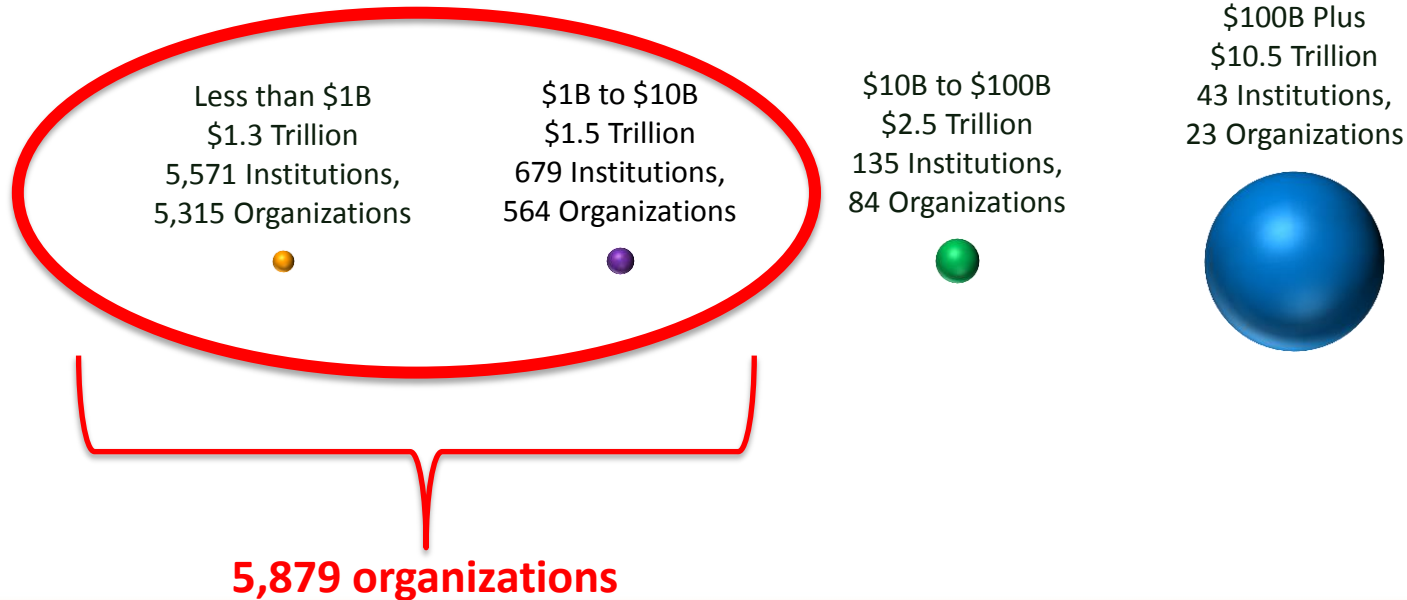 Less than $1B
$1.3 Trillion
5,571 Institutions,
5,315 Organizations
$1B to $10B
$1.5 Trillion
679 Institutions,
564 Organizations
$10B to $100B
$2.5 Trillion
135 Institutions,
84 Organizations
$100B Plus
$10.5 Trillion
43 Institutions,
23 Organizations
5,879 organizations